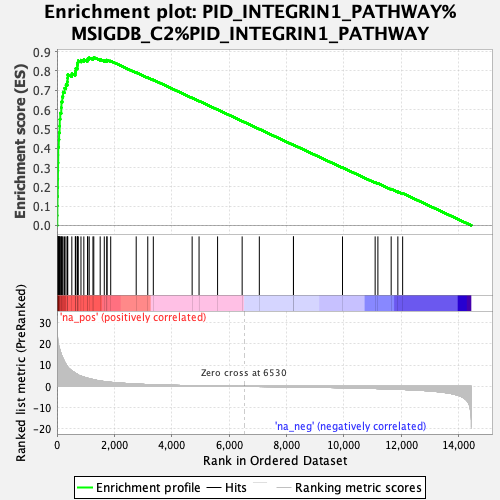 Enrichment plot: PID_INTEGRIN1_PATHWAY%
MSIGDB_C2%PID_INTEGRIN1_PATHWAY
Enrichment score (ES)
0.9
0.8
0.7
0.6
0.5
0.4
0.3
0.2
0.1
0.0
'na_pos' (positively correlated)
Ranked list metric (PreRanked)
30
20
10
0
-10
-20
Zero cross at 6530
'na_neg' (negatively correlated)
0
2,000
4,000
6,000
8,000
10,000
12,000
14,000
Rank in Ordered Dataset
Enrichment profile
Hits
Ranking metric scores